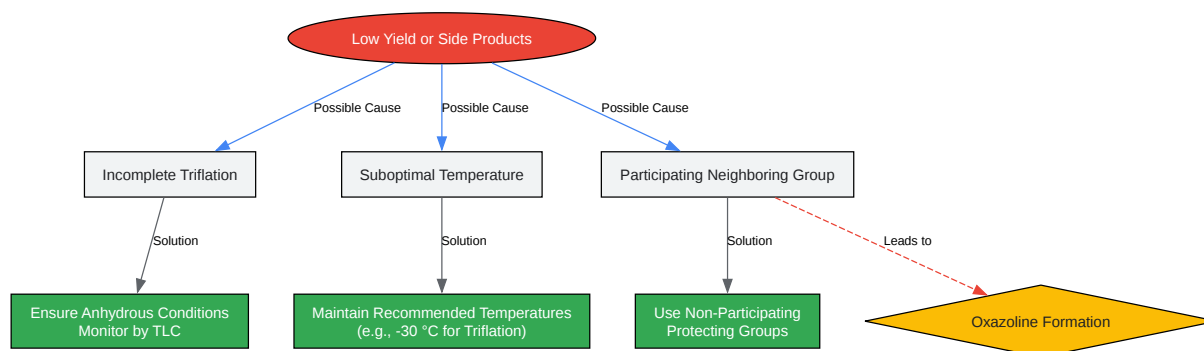 Low Yield or Side Products
Possible Cause
Possible Cause
Possible Cause
Incomplete Triflation
Suboptimal Temperature
Participating Neighboring Group
Solution
Solution
Solution
Leads to
Ensure Anhydrous Conditions
Monitor by TLC
Maintain Recommended Temperatures
(e.g., -30 °C for Triflation)
Use Non-Participating
Protecting Groups
Oxazoline Formation